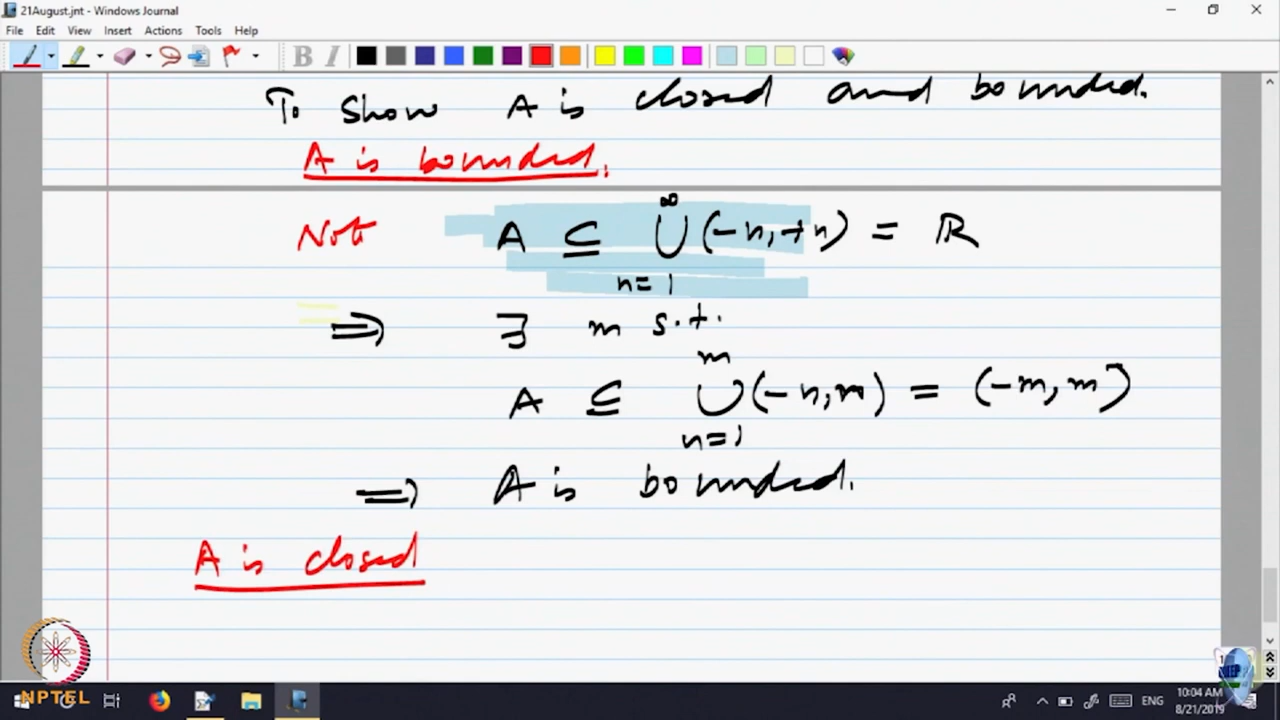 21August.jnt - Windows Journal
File Edit View Insert Actions Tools Help
B I
To show A is closed and bounded.
A is bounded.
Note A ⊆ ∞ ∪ n=1 (-n,+n) = ℝ
⟹ ∃ m s.t.
A ⊆ m ∪ n=1 (-n,m) = (-m,m)
⟹ A is bounded.
A is closed
NPTEL
ENG
10:04 AM
8/21/2019